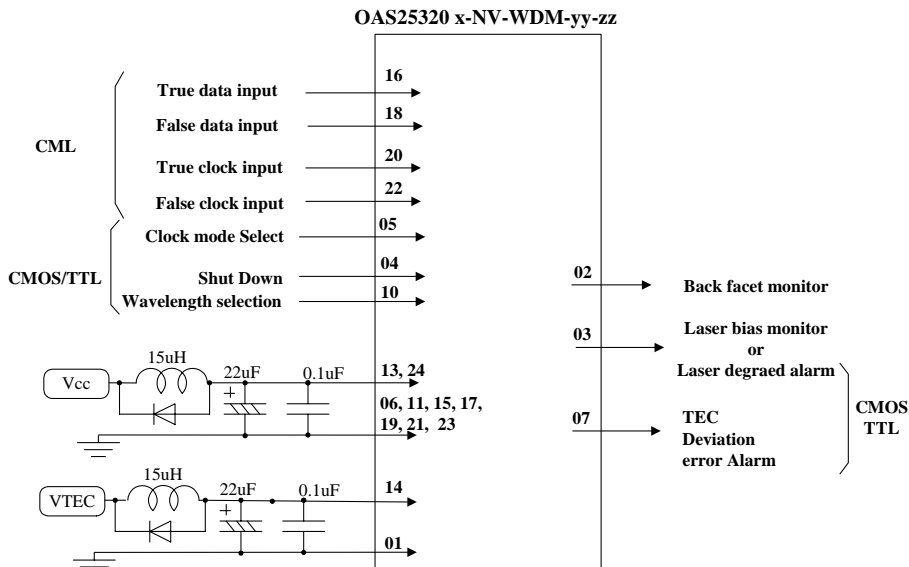 OAS25320 x-NV-WDM-yy-zz
CML
True data input
16
False data input
18
True clock input
20
False clock input
22
CMOS/TTL
Clock mode Select
05
Shut Down
04
Wavelength selection
10
02
Back facet monitor
03
Laser bias monitor
or
Laser degraed alarm
07
TEC
Deviation
error Alarm
CMOS
TTL
Vcc
15uH
22uF
+
0.1uF
13, 24
06, 11, 15, 17,
19, 21, 23
VTEC
15uH
22uF
+
0.1uF
14
01